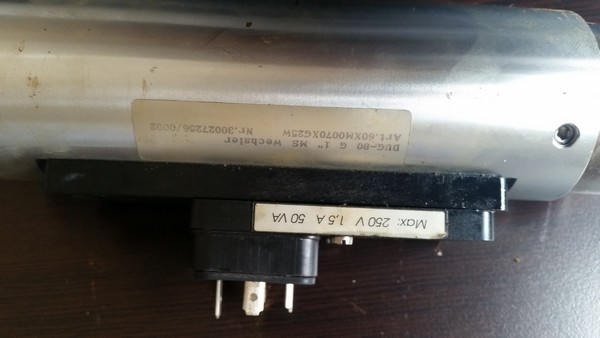 DUG-80 G 1" MS Wechsler
Art.60XM0070XG25W
Nr.30027256/0002
Max: 250 V 1,5 A 50 VA